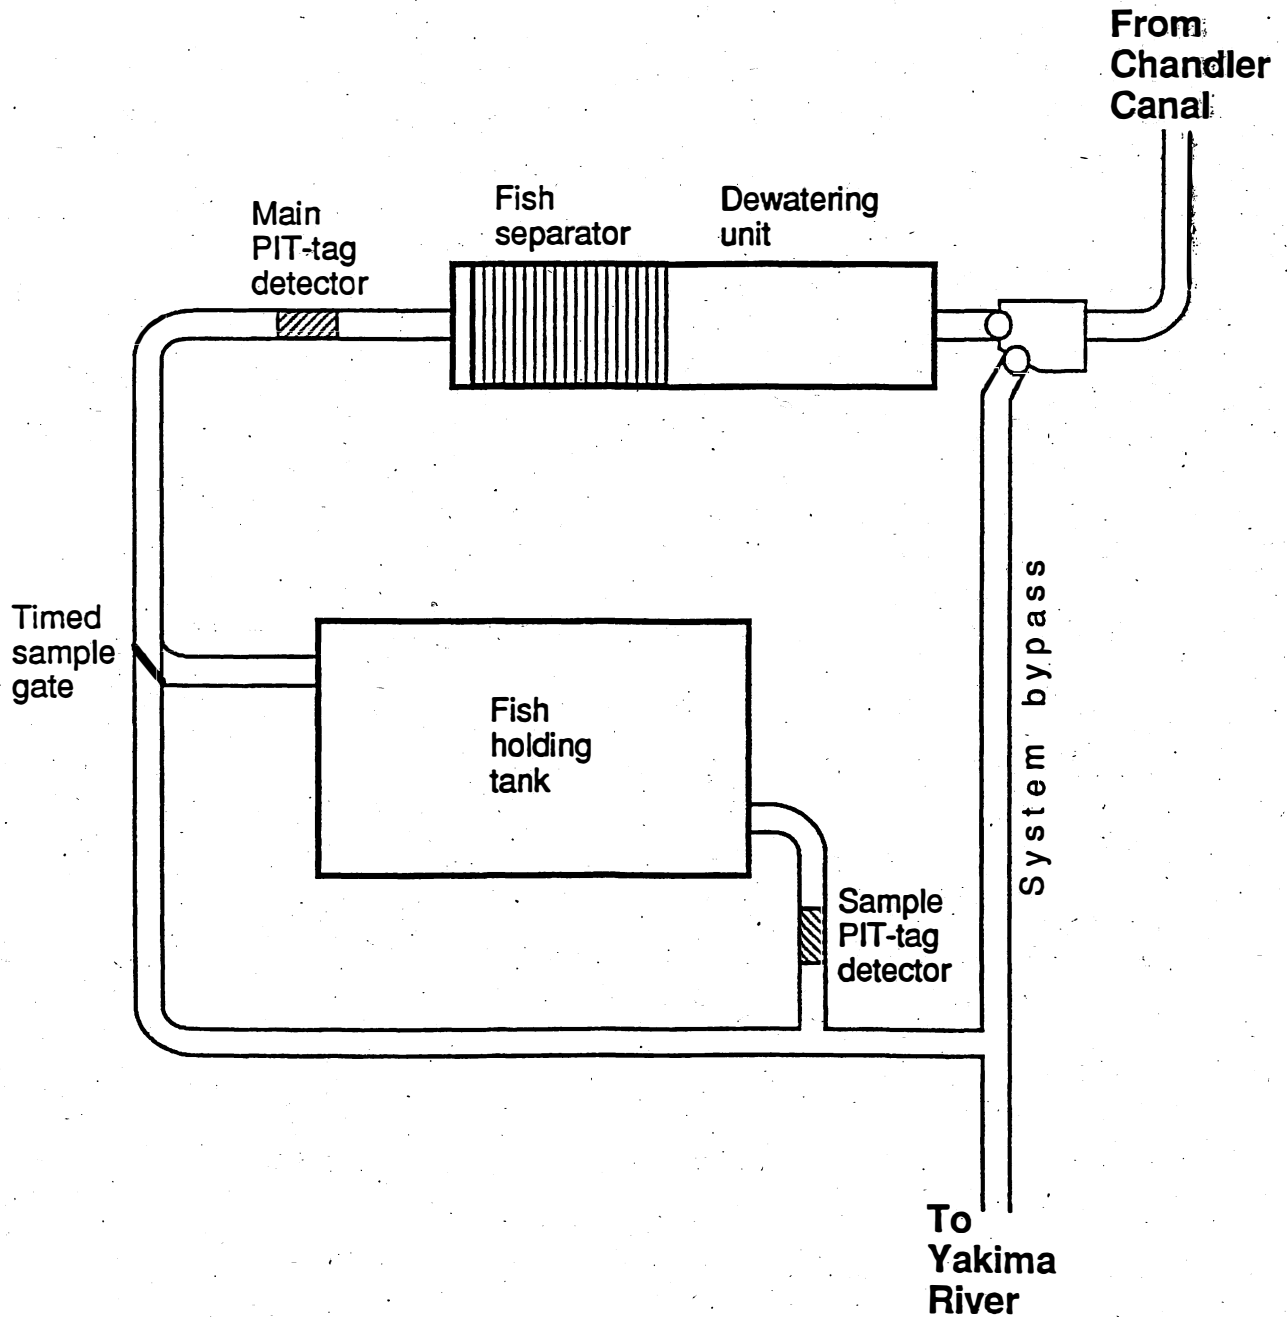 From
Chandler
Canal
Fish
separator
Dewatering
unit
Main
PIT-tag
detector
Timed
sample
gate
Fish
holding
tank
System bypass
Sample
PIT-tag
detector
To
Yakima
River